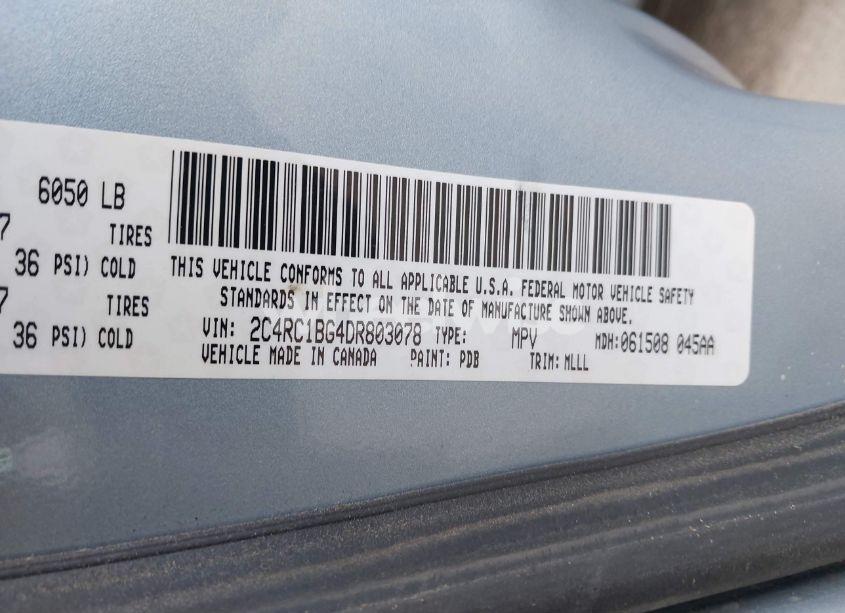 6050 LB
7 TIRES
36 PSI) COLD
7 TIRES
36 PSI) COLD
THIS VEHICLE CONFORMS TO ALL APPLICABLE U.S.A. FEDERAL MOTOR VEHICLE SAFETY
STANDARDS IN EFFECT ON THE DATE OF MANUFACTURE SHOWN ABOVE.
VIN: 2C4RC1BG4DR803078 TYPE: MPV MDH:061508 045AA
VEHICLE MADE IN CANADA PAINT: PDB TRIM: MLLL